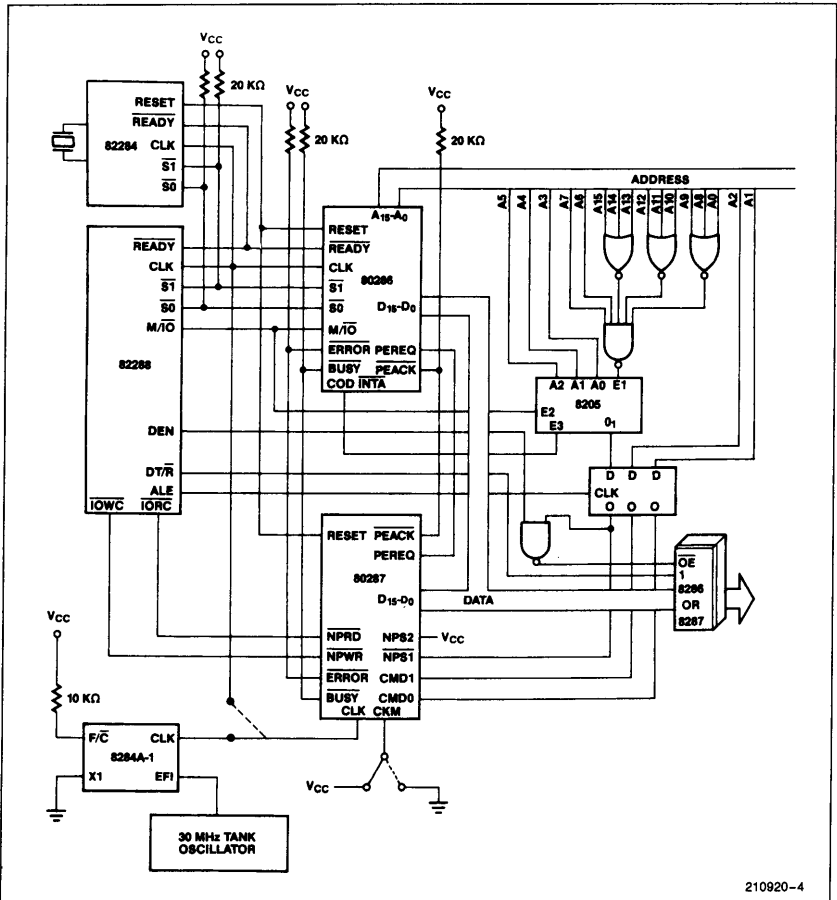 VCC
20 KΩ
VCC
20 KΩ
VCC
20 KΩ
RESET
READY
82284
CLK
S1
S0
ADDRESS
A5
A4
A3
A7
A6
A15
A14
A13
A12
A11
A10
A9
A8
A0
A2
A1
A15-A0
RESET
READY
CLK
80286
S1
D15-D0
S0
M/IO
ERROR PEREQ
BUSY PEACK
COD INTA
READY
CLK
S1
S0
M/IO
82288
DEN
DT/R
ALE
IOWC IORC
A2 A1 A0 E1
8205
E2
E3
O1
D D D
CLK
O O O
RESET PEACK
PEREQ
80287
D15-D0
DATA
NPRD NPS2
VCC
NPWR NPS1
ERROR CMD1
BUSY CMD0
CLK CKM
OE
1
8286
OR
8287
VCC
10 KΩ
F/C CLK
8284A-1
X1 EFI
VCC
30 MHz TANK
OSCILLATOR
210920-4